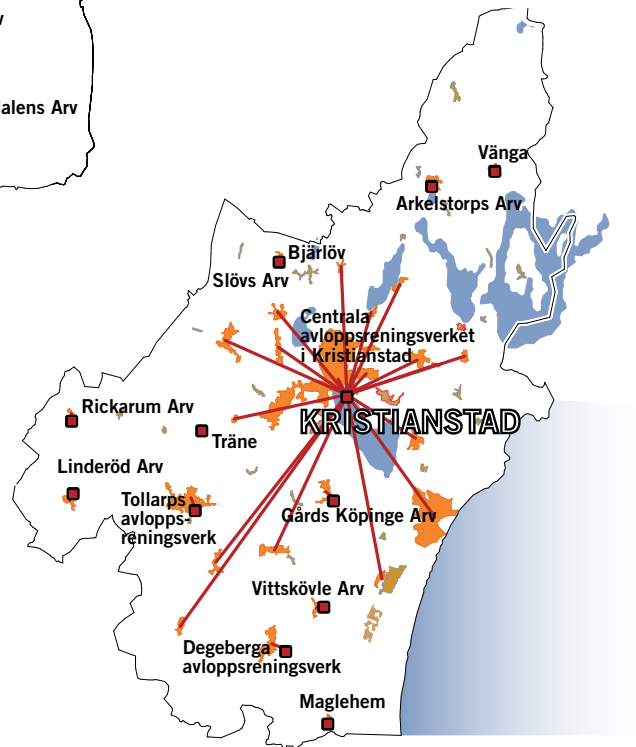 alens Arv
Vänga
Arkelstorps Arv
Bjärlöv
Slövs Arv
Centrala
avloppsreningsverket
i Kristianstad
Rickarum Arv
KRISTIANSTAD
Träne
Linderöd Arv
Tollarps
avlopps-
reningsverk
Gårds Köpinge Arv
Vittskövle Arv
Degeberga
avloppsreningsverk
Maglehem